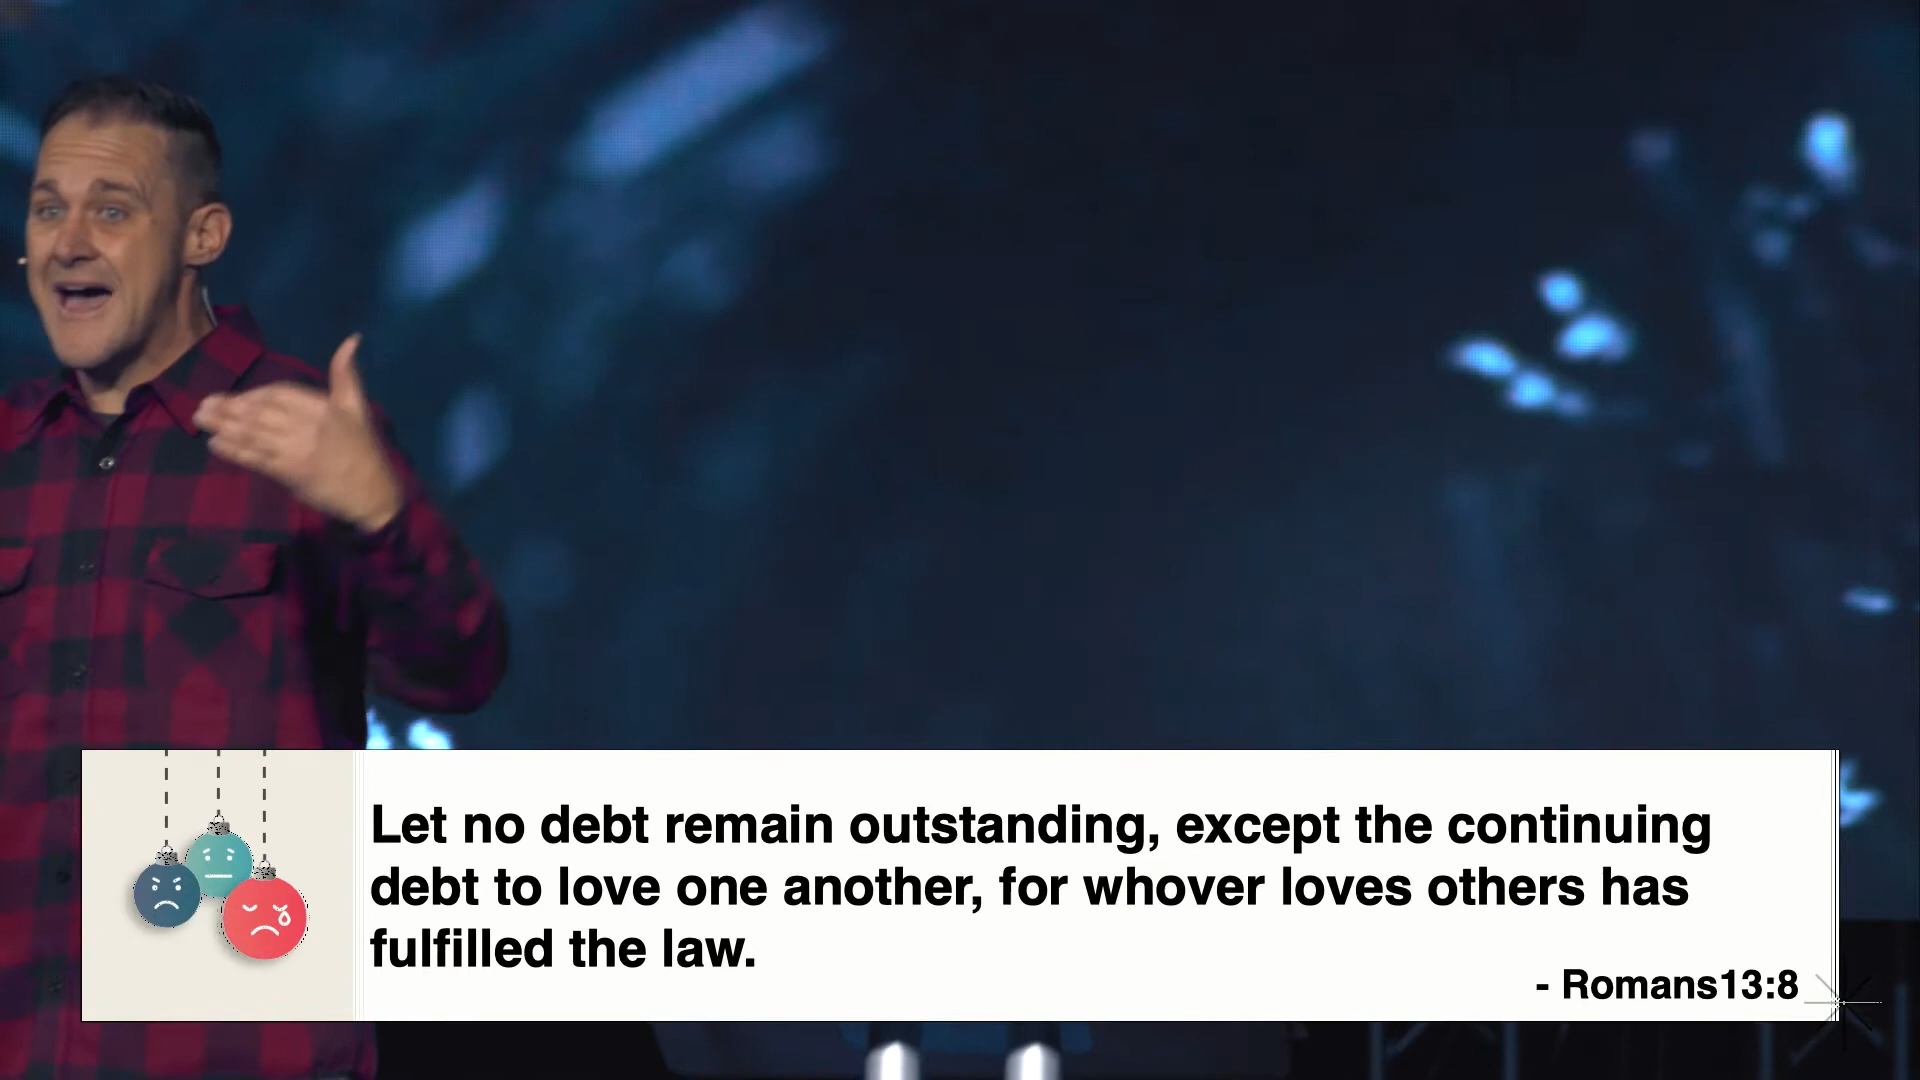 Let no debt remain outstanding, except the continuing
debt to love one another, for whover loves others has
fulfilled the law.
- Romans13:8